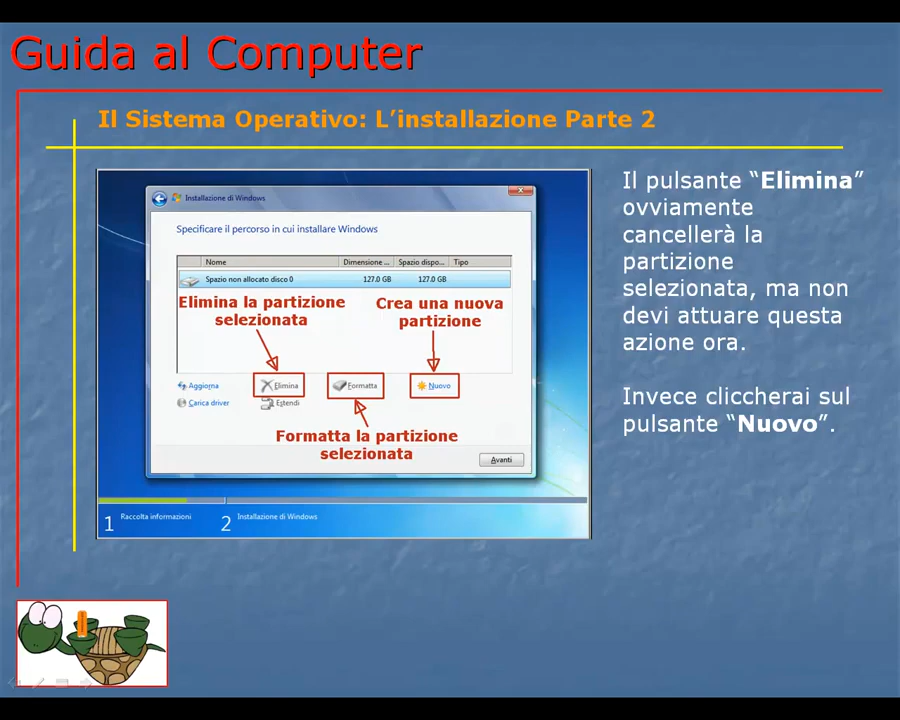 Guida al Computer
Il Sistema Operativo: L’installazione Parte 2
Installazione di Windows
Specificare il percorso in cui installare Windows
Nome Dimensione ... Spazio dispo... Tipo
Spazio non allocato disco 0 127.0 GB 127.0 GB
Elimina la partizione
selezionata
Crea una nuova
partizione
Aggiorna Elimina Formatta Nuovo
Carica driver Estendi
Formatta la partizione
selezionata
Avanti
1 Raccolta informazioni 2 Installazione di Windows
Il pulsante “Elimina”
ovviamente
cancellerà la
partizione
selezionata, ma non
devi attuare questa
azione ora.
Invece cliccherai sul
pulsante “Nuovo”.